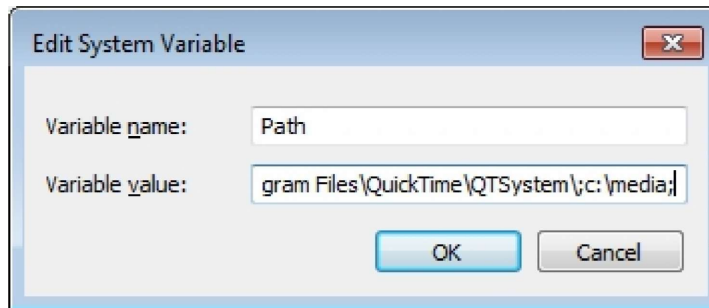 Edit System Variable
Variable name: Path
Variable value: gram Files\QuickTime\QTSystem\;c:\media;
OK Cancel